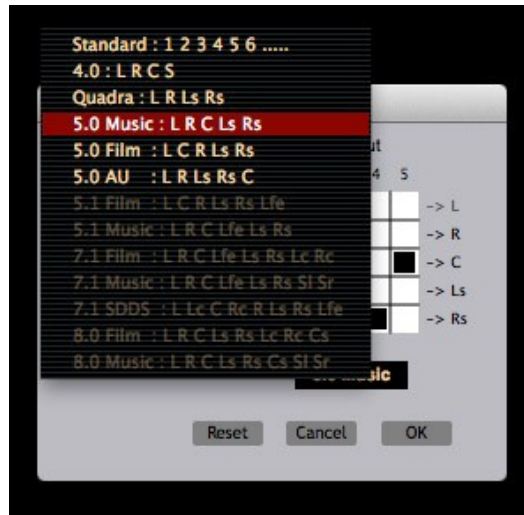 Standard : 1 2 3 4 5 6 .....
4.0 : L R C S
Quadra : L R Ls Rs
5.0 Music : L R C Ls Rs
5.0 Film : L C R Ls Rs
5.0 AU : L R Ls Rs C
5.1 Film : L C R Ls Rs Lfe
5.1 Music : L R C Lfe Ls Rs
7.1 Film : L R C Lfe Ls Rs Lc Rc
7.1 Music : L R C Lfe Ls Rs Sl Sr
7.1 SDDS : L Lc C Rc R Ls Rs Lfe
8.0 Film : L C R Ls Rs Lc Rc Cs
8.0 Music : L R C Ls Rs Cs Sl Sr
4 5
-> L
-> R
-> C
-> Ls
-> Rs
Reset Cancel OK